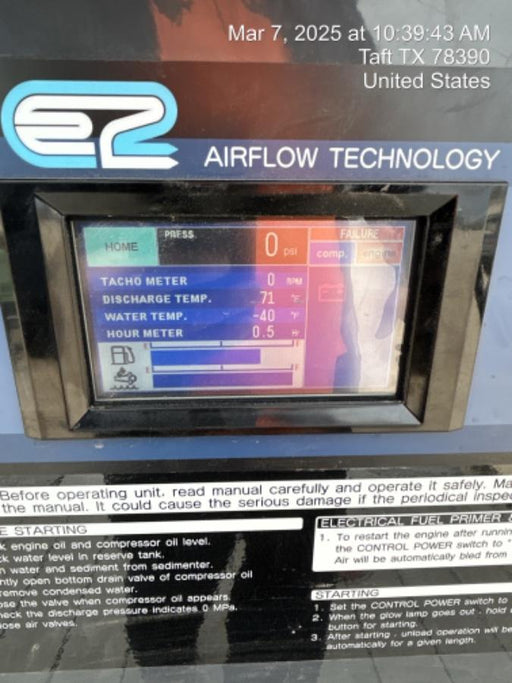 Mar 7, 2025 at 10:39:43 AM
Taft TX 78390
United States
E2
AIRFLOW TECHNOLOGY
HOME
PRESS.
0 PSI
FAILURE
comp.
engine
TACHO METER 0 RPM
DISCHARGE TEMP. 71 °F
WATER TEMP. -40 °F
HOUR METER 0.5 Hr
Before operating unit, read manual carefully and operate it safely. Ma
the manual. It could cause the serious damage if the periodical inspec
E STARTING
k engine oil and compressor oil level.
ck water level in reserve tank.
n water and sediment from sedimenter.
ntly open bottom drain valve of compressor oil
remove condensed water.
ose the valve when compressor oil appears.
heck the discharge pressure indicates 0 MPa.
lose air valves.
ELECTRICAL FUEL PRIMER &
1. To restart the engine after runnin
the CONTROL POWER switch to "
Air will be automatically bled from
STARTING
1. Set the CONTROL POWER switch to
2. When the glow lamp goes out, hold
button for starting.
3. After starting, unload operation will be
automatically for a given length.